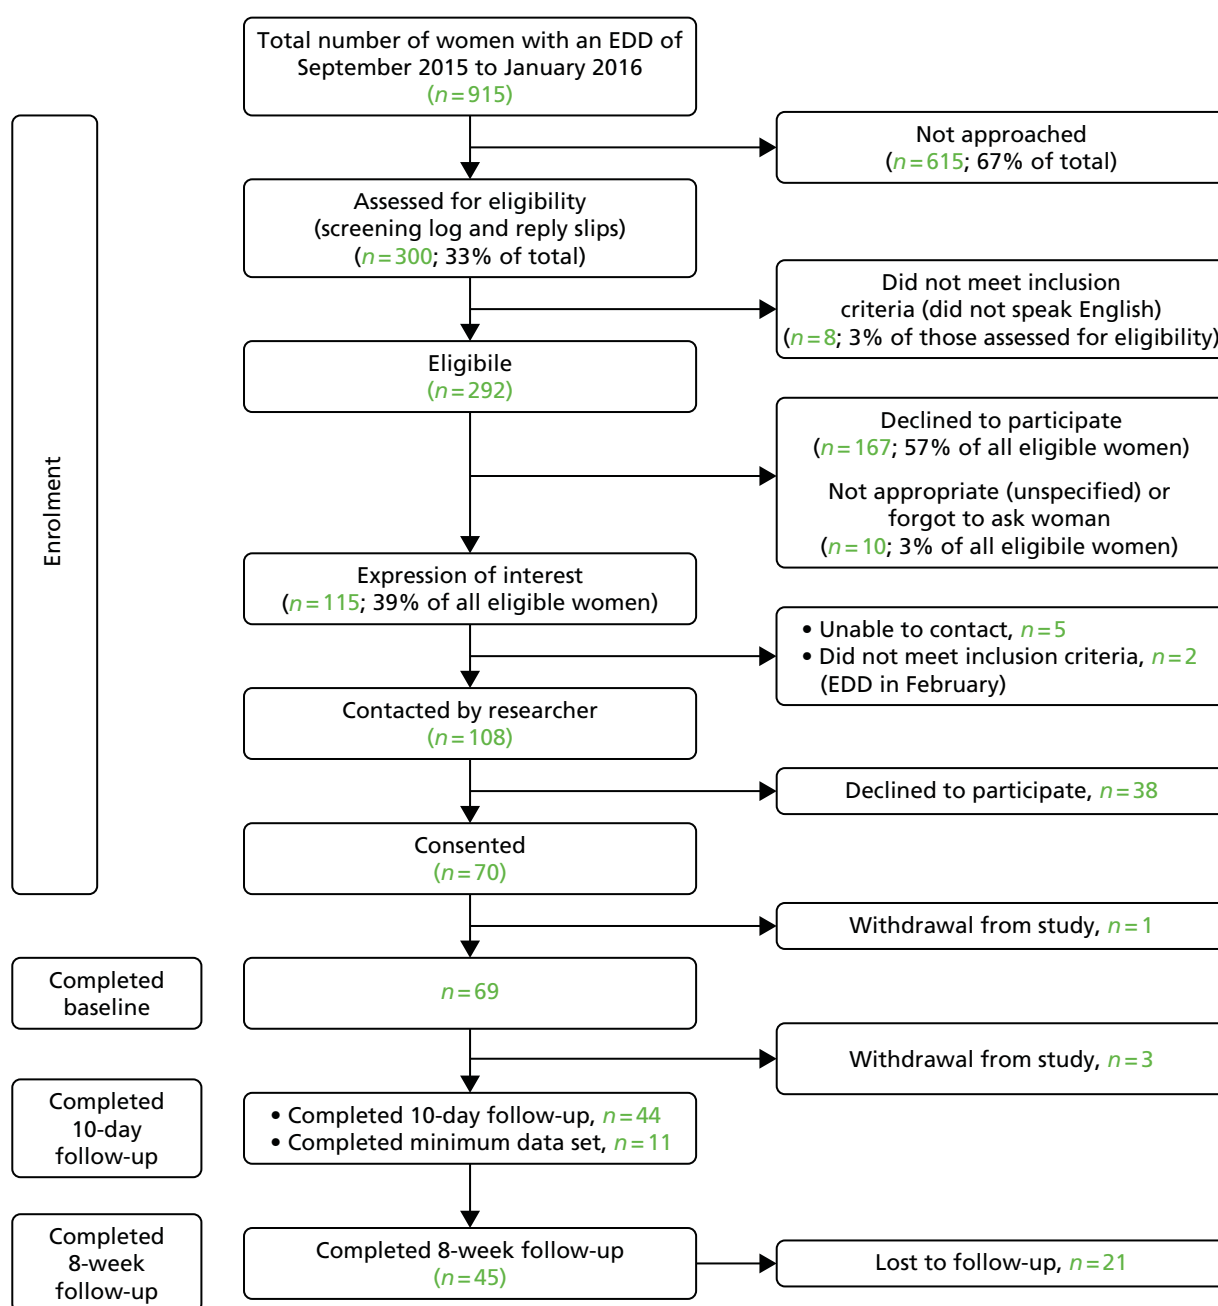 Total number of women with an EDD of
September 2015 to January 2016
(n=915)
Not approached
(n=615; 67% of total)
Assessed for eligibility
(screening log and reply slips)
(n=300; 33% of total)
Did not meet inclusion
criteria (did not speak English)
(n=8; 3% of those assessed for eligibility)
Eligibile
(n=292)
Declined to participate
(n=167; 57% of all eligible women)
Not appropriate (unspecified) or
forgot to ask woman
(n=10; 3% of all eligibile women)
Enrolment
Expression of interest
(n=115; 39% of all eligible women)
• Unable to contact, n=5
• Did not meet inclusion criteria, n=2
(EDD in February)
Contacted by researcher
(n=108)
Declined to participate, n=38
Consented
(n=70)
Withdrawal from study, n=1
Completed
baseline
n=69
Withdrawal from study, n=3
Completed
10-day
follow-up
• Completed 10-day follow-up, n=44
• Completed minimum data set, n=11
Completed
8-week
follow-up
Completed 8-week follow-up
(n=45)
Lost to follow-up, n=21